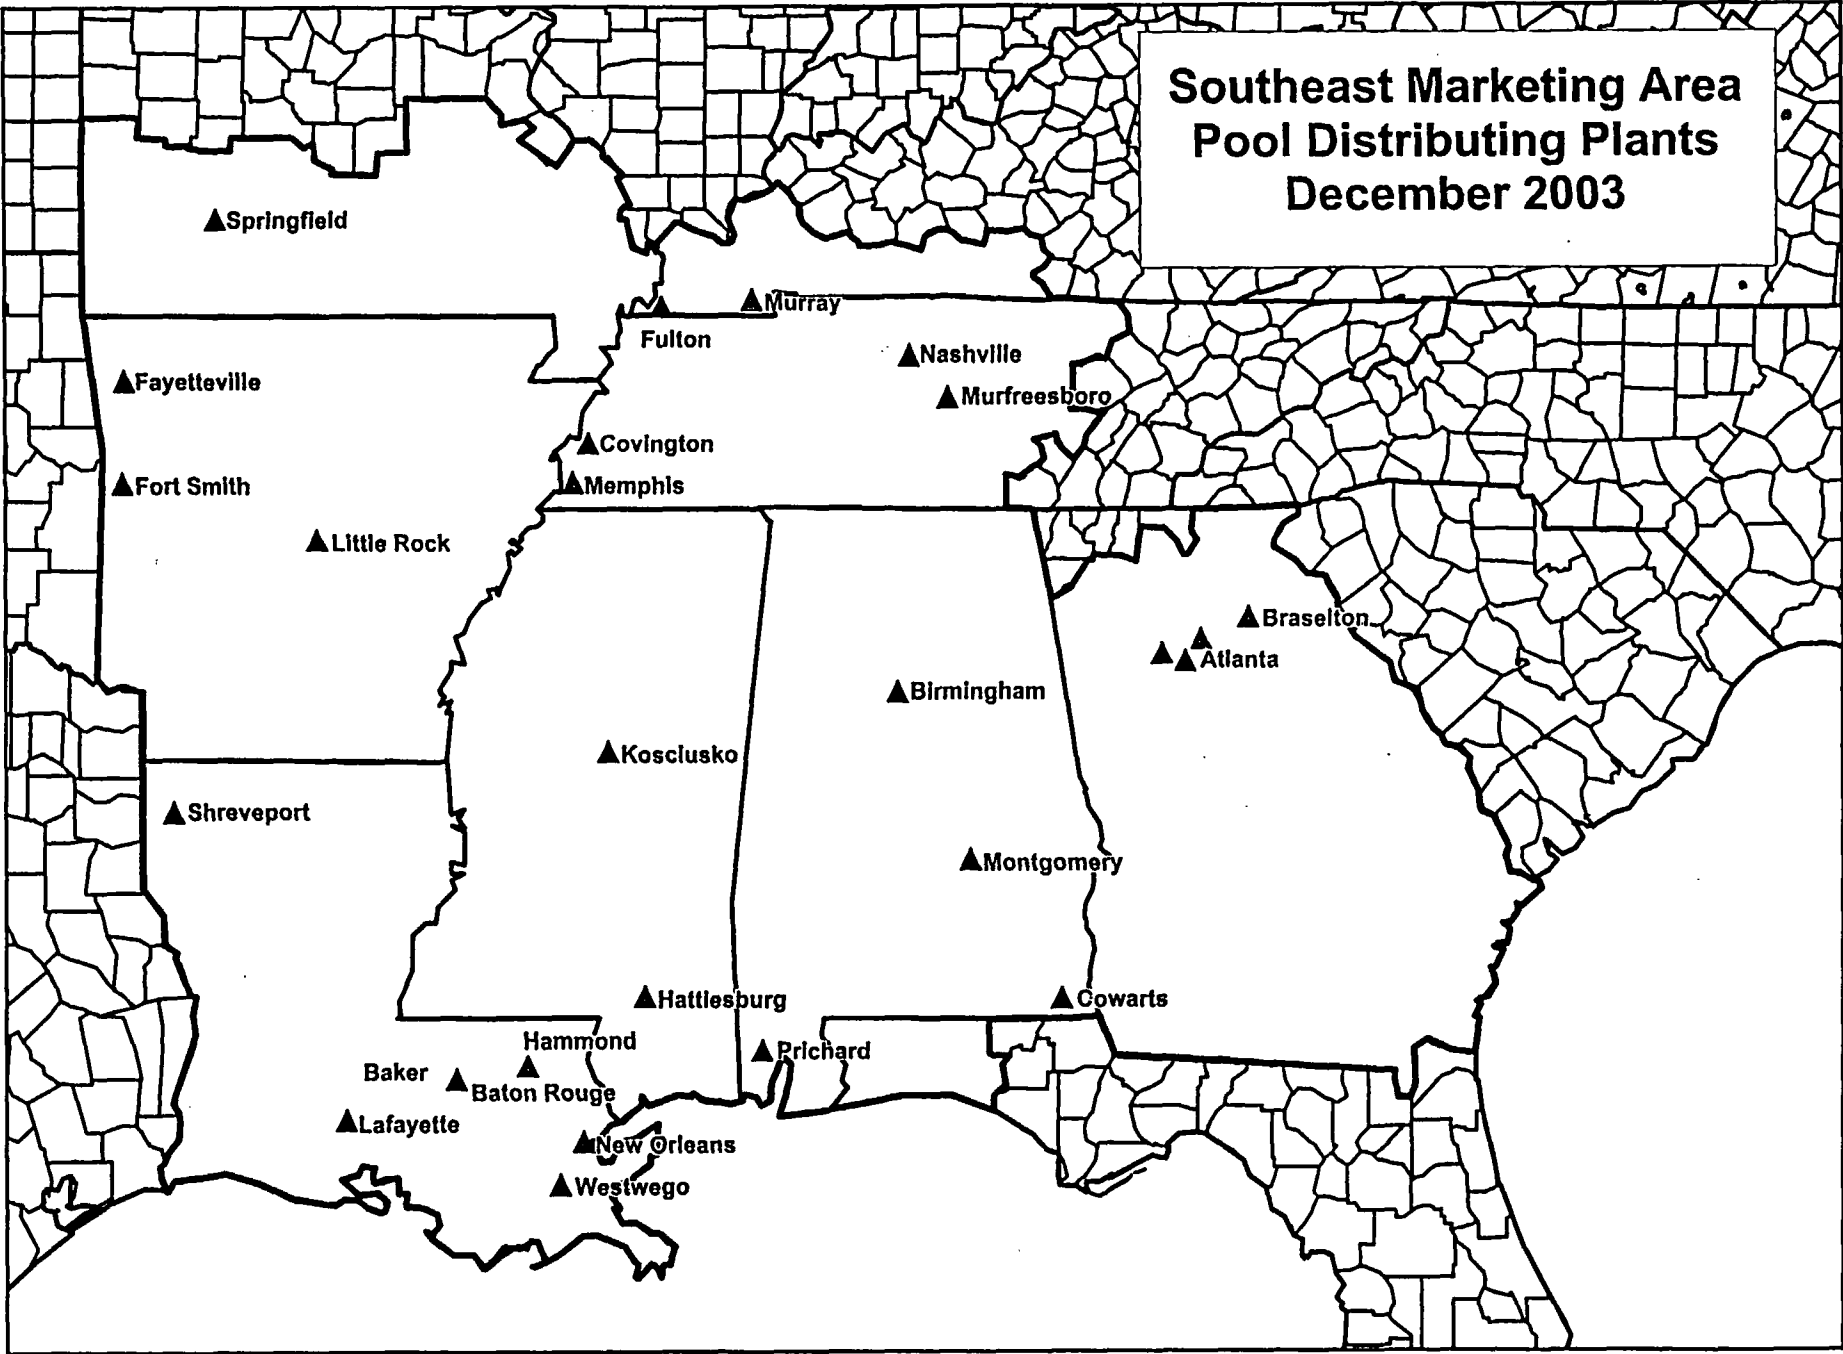 Southeast Marketing Area
Pool Distributing Plants
December 2003
Springfield
Murray
Fulton
Nashville
Fayetteville
Murfreesboro
Covington
Fort Smith
Memphis
Little Rock
Braselton
Atlanta
Birmingham
Kosciusko
Shreveport
Montgomery
Hattiesburg
Cowarts
Hammond
Prichard
Baker
Baton Rouge
Lafayette
New Orleans
Westwego